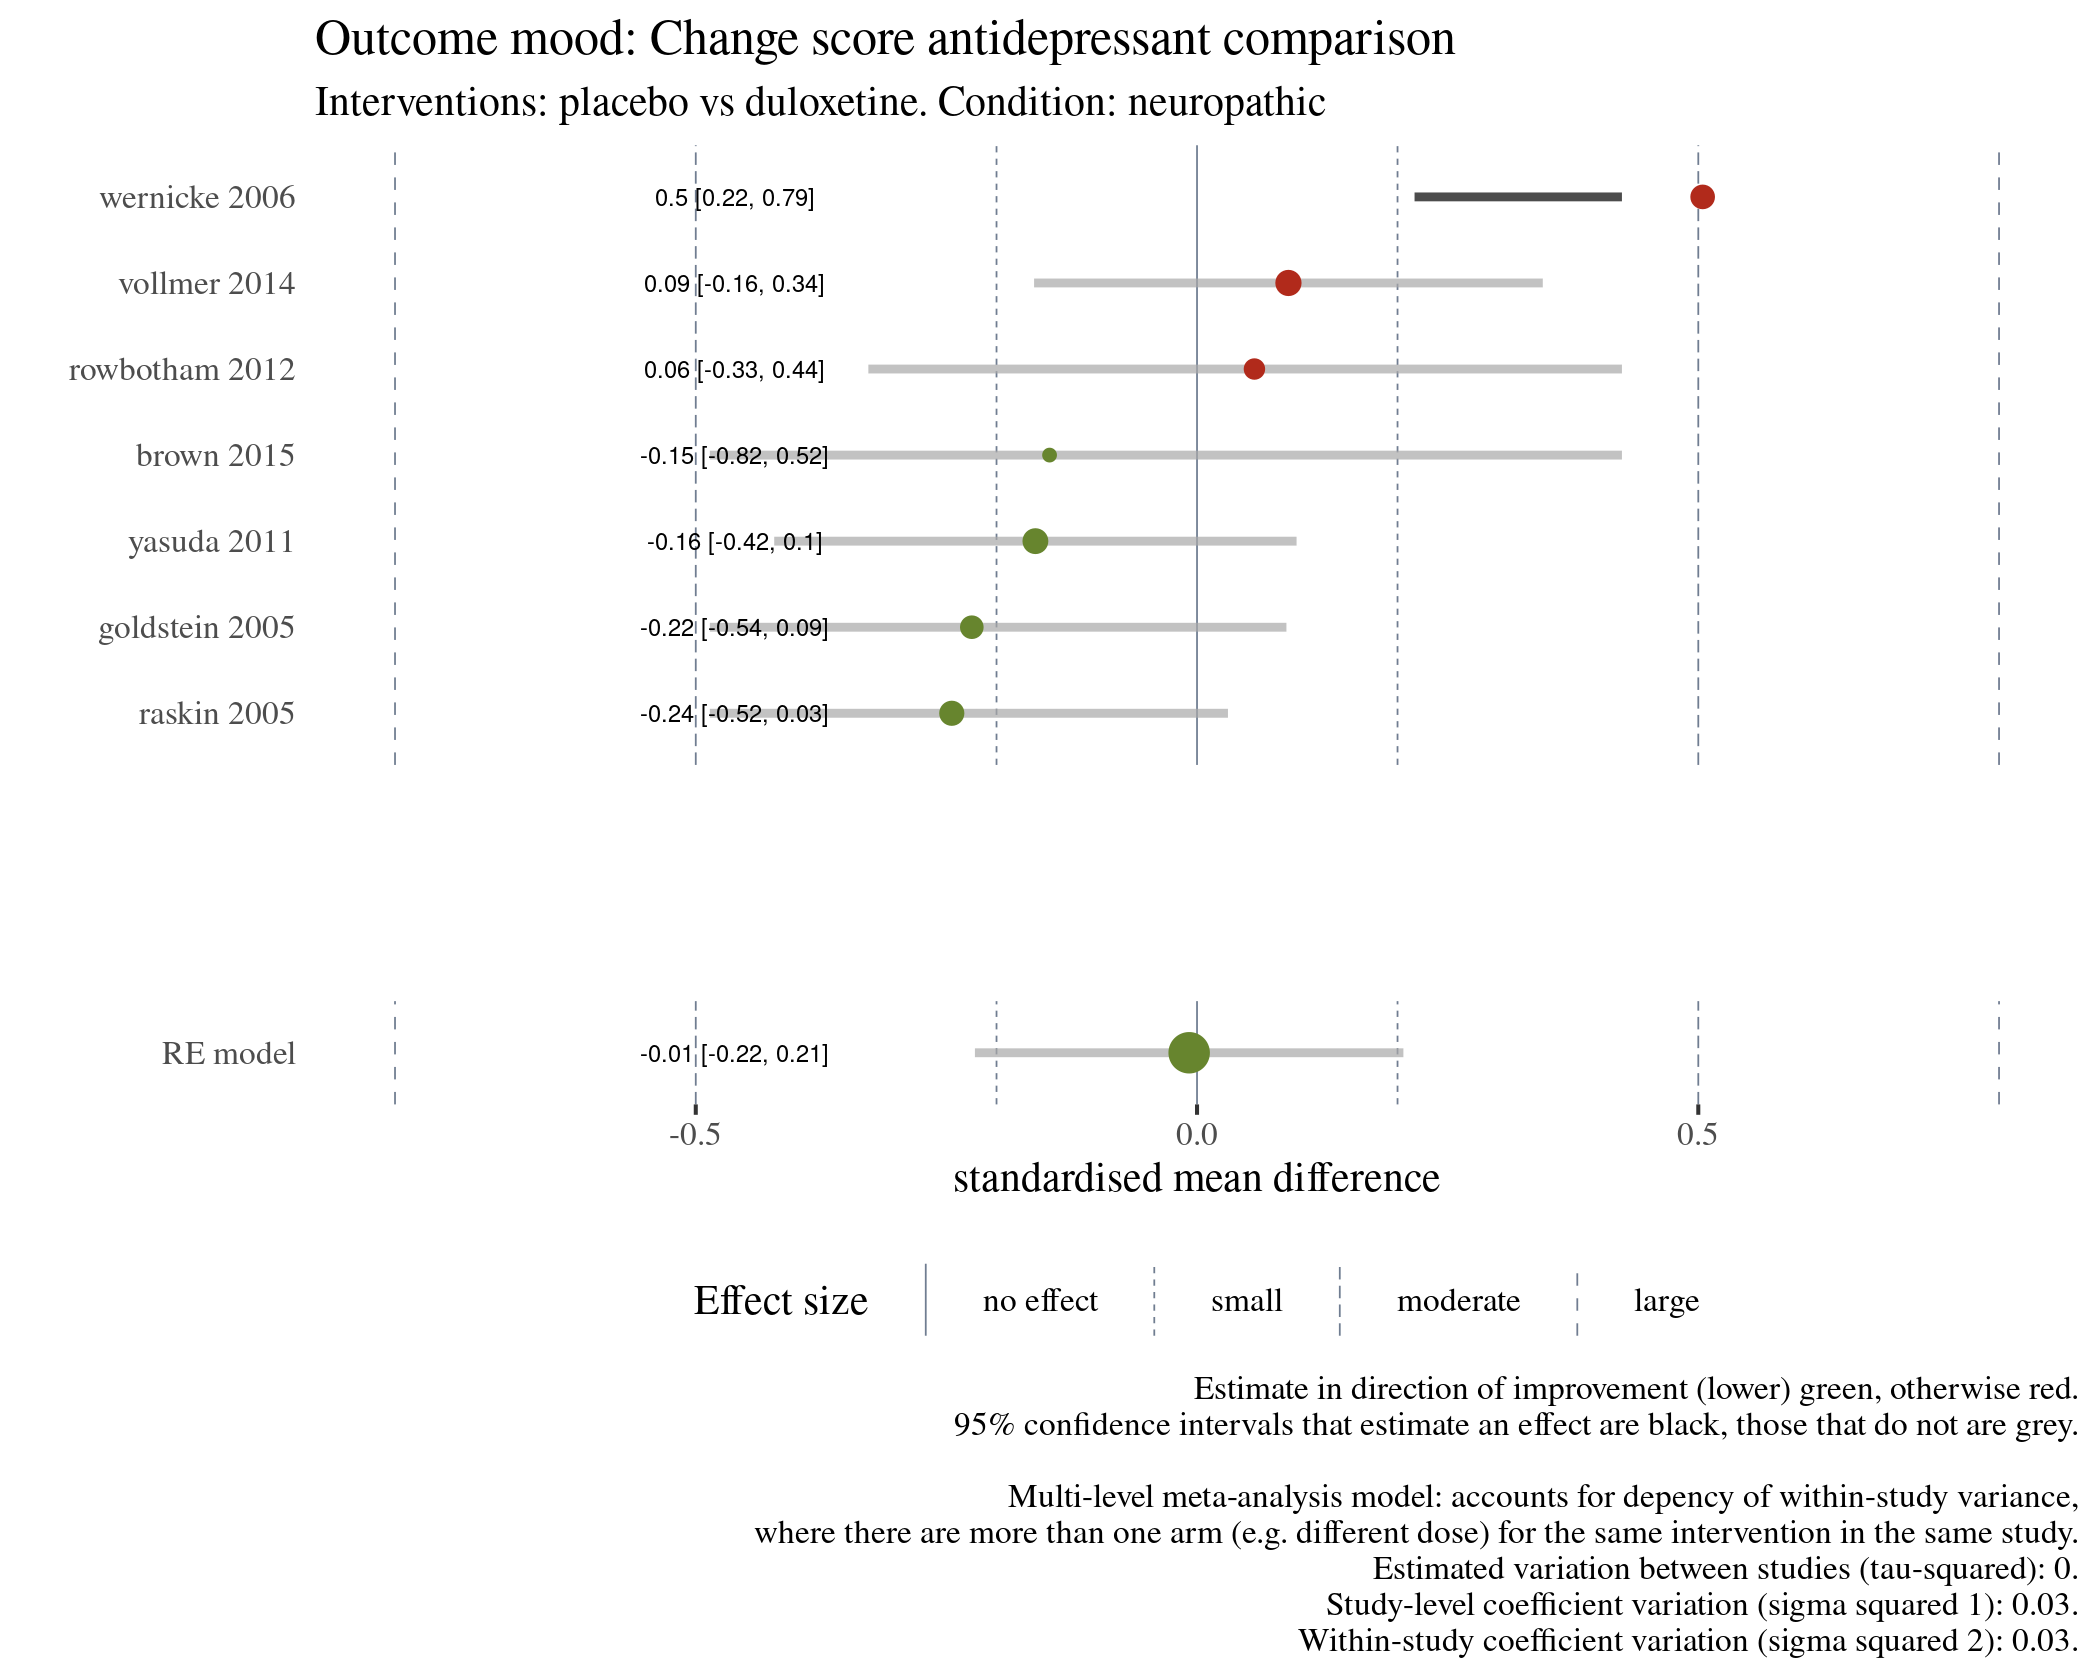 Outcome mood: Change score antidepressant comparison
Interventions: placebo vs duloxetine. Condition: neuropathic
wernicke 2006 0.5 [0.22, 0.79]
vollmer 2014 0.09 [-0.16, 0.34]
rowbotham 2012 0.06 [-0.33, 0.44]
brown 2015 -0.15 [-0.82, 0.52]
yasuda 2011 -0.16 [-0.42, 0.1]
goldstein 2005 -0.22 [-0.54, 0.09]
raskin 2005 -0.24 [-0.52, 0.03]
RE model -0.01 [-0.22, 0.21]
-0.5 0.0 0.5
standardised mean difference
Effect size no effect small moderate large
Estimate in direction of improvement (lower) green, otherwise red.
95% confidence intervals that estimate an effect are black, those that do not are grey.
Multi-level meta-analysis model: accounts for depency of within-study variance,
where there are more than one arm (e.g. different dose) for the same intervention in the same study.
Estimated variation between studies (tau-squared): 0.
Study-level coefficient variation (sigma squared 1): 0.03.
Within-study coefficient variation (sigma squared 2): 0.03.